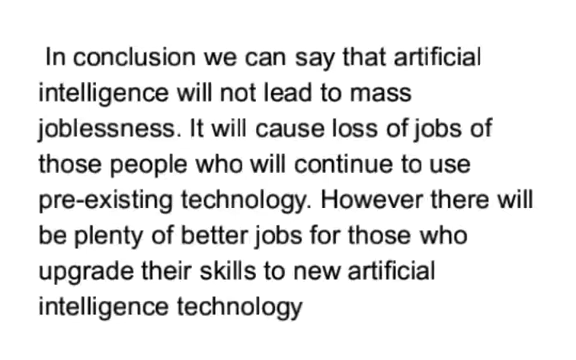 In conclusion we can say that artificial
intelligence will not lead to mass
joblessness. It will cause loss of jobs of
those people who will continue to use
pre-existing technology. However there will
be plenty of better jobs for those who
upgrade their skills to new artificial
intelligence technology